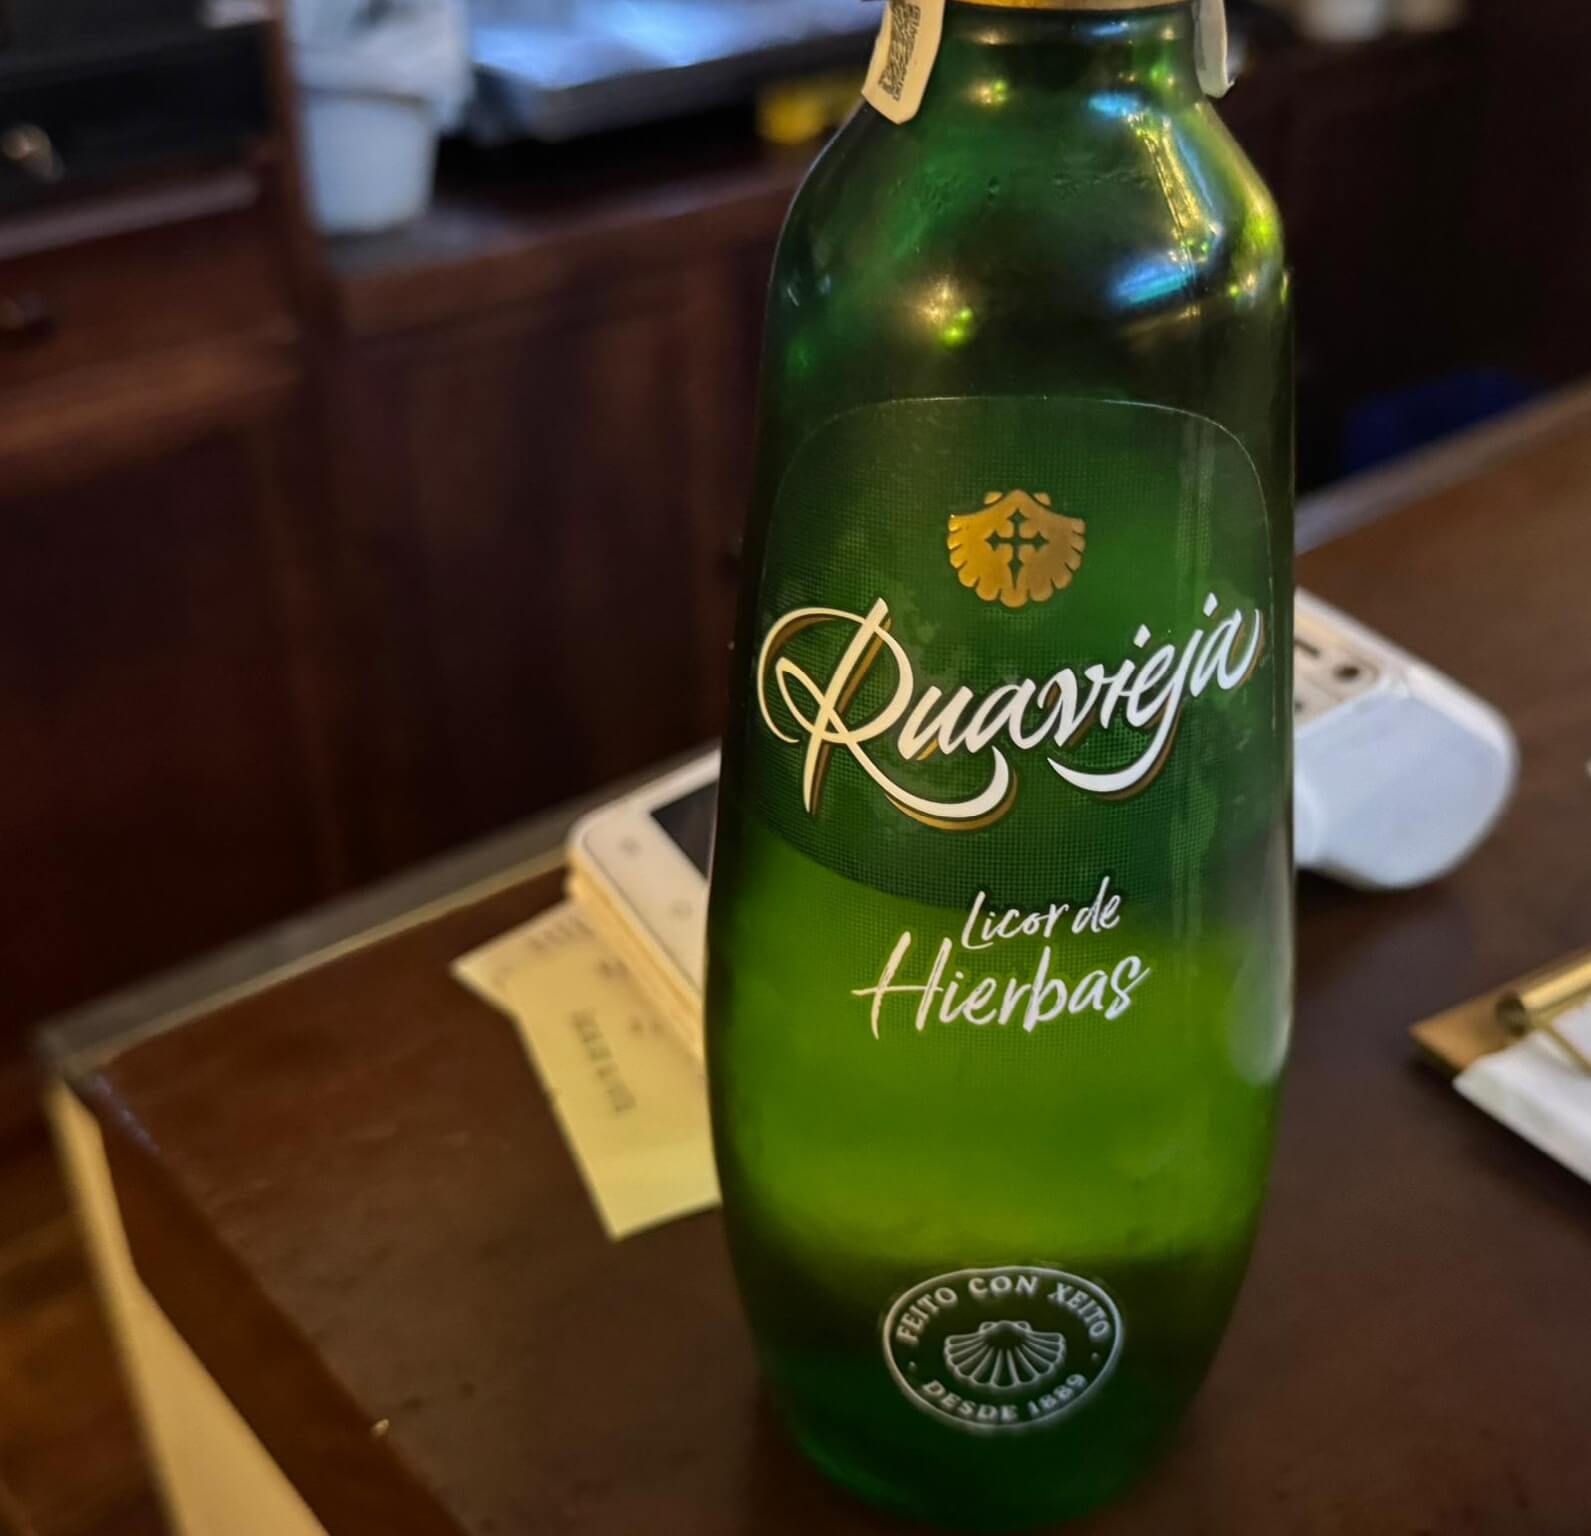 Ruavieja
Licor de
Hierbas
FEITO CON XEITO
DESDE 1889